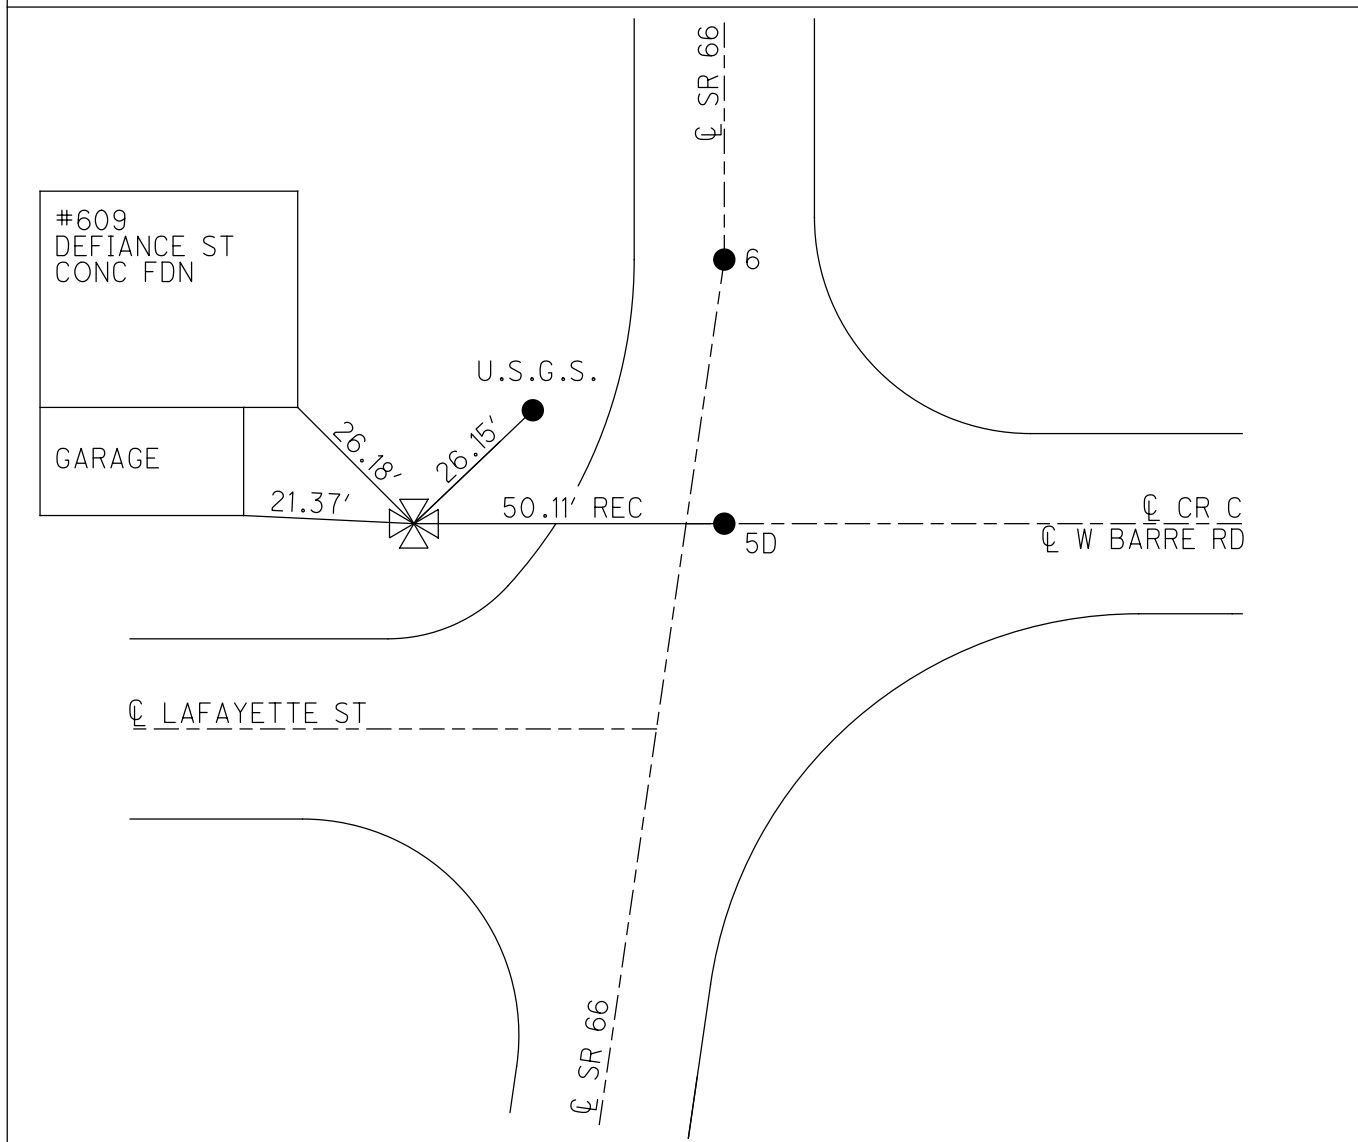 ℄ SR 66
#609
DEFIANCE ST
CONC FDN
6
U.S.G.S.
26.18'
26.15'
GARAGE
21.37'
50.11' REC
5D
℄ CR C
℄ W BARRE RD
℄ LAFAYETTE ST
℄ SR 66